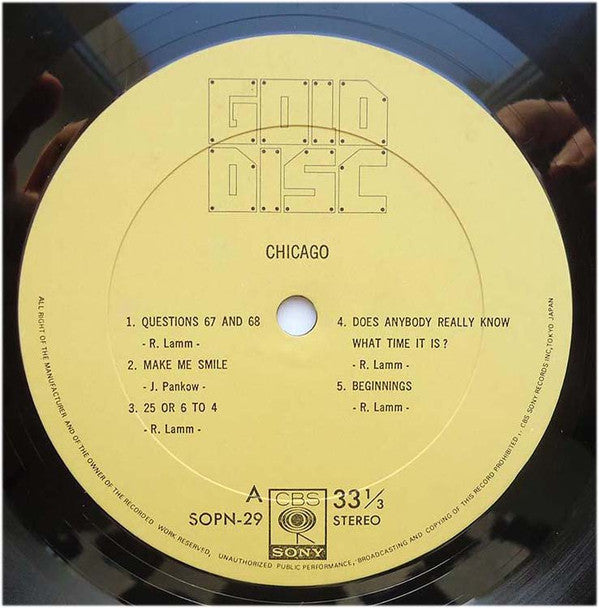 GOLD
DISC
CHICAGO
1. QUESTIONS 67 AND 68
- R. Lamm -
2. MAKE ME SMILE
- J. Pankow -
3. 25 OR 6 TO 4
- R. Lamm -
4. DOES ANYBODY REALLY KNOW
WHAT TIME IT IS?
- R. Lamm -
5. BEGINNINGS
- R. Lamm -
A
SOPN-29
CBS
SONY
33⅓
STEREO
ALL RIGHT OF THE MANUFACTURER AND OF THE OWNER OF THE RECORDED WORK RESERVED. UNAUTHORIZED PUBLIC PERFORMANCE, BROADCASTING AND COPYING OF THIS RECORD PROHIBITED, CBS SONY RECORDS INC, TOKYO JAPAN